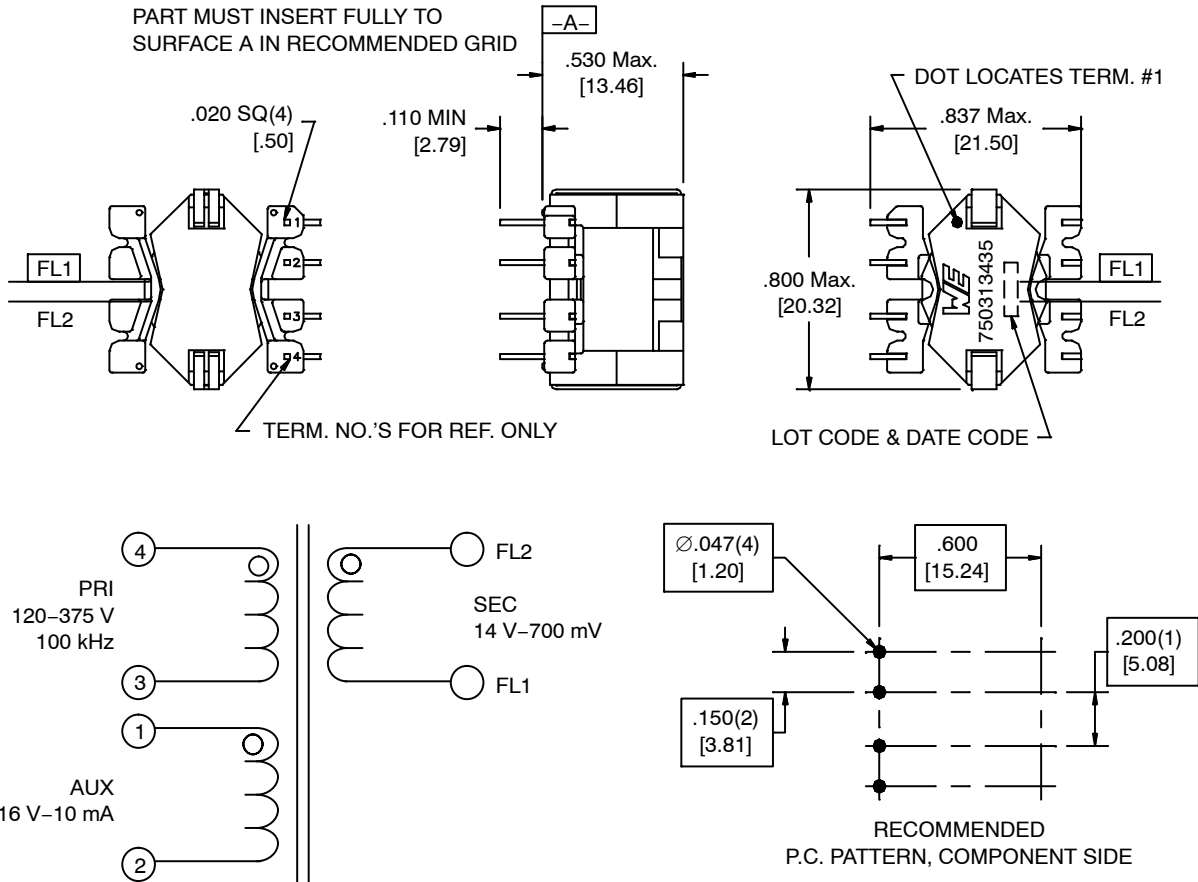 PART MUST INSERT FULLY TO
SURFACE A IN RECOMMENDED GRID
–A–
.530 Max.
[13.46]
DOT LOCATES TERM. #1
.020 SQ(4)
[.50]
.110 MIN
[2.79]
.837 Max.
[21.50]
1
2
3
4
FL1
FL2
.800 Max.
[20.32]
WE
750313435
FL1
FL2
TERM. NO.'S FOR REF. ONLY
LOT CODE & DATE CODE
4
PRI
120–375 V
100 kHz
3
1
AUX
16 V–10 mA
2
FL2
SEC
14 V–700 mV
FL1
Ø.047(4)
[1.20]
.600
[15.24]
.200(1)
[5.08]
.150(2)
[3.81]
RECOMMENDED
P.C. PATTERN, COMPONENT SIDE